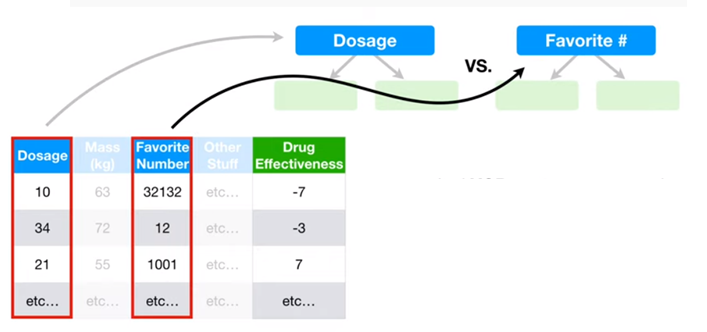 Dosage
Favorite #
VS.
Dosage Mass (kg) Favorite Number Other Stuff Drug Effectiveness
10 63 32132 etc... -7
34 72 12 etc... -3
21 55 1001 etc... 7
etc... etc... etc... etc... etc...